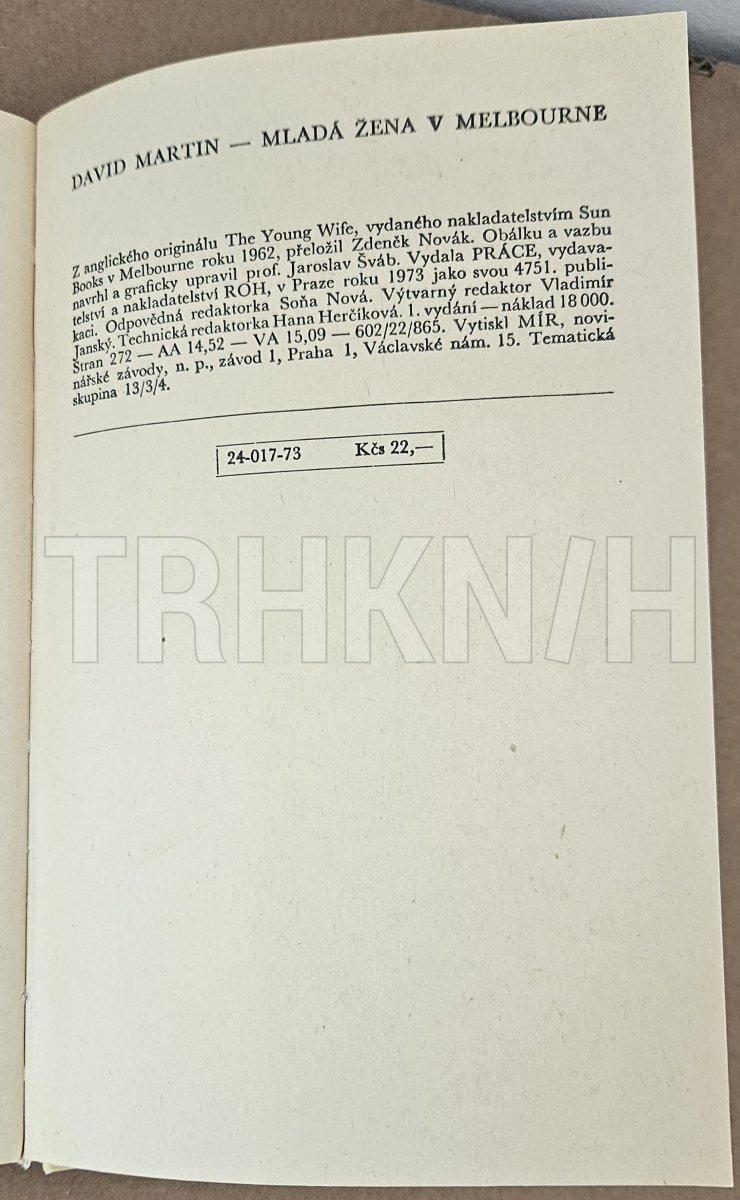 DAVID MARTIN — MLADÁ ŽENA V MELBOURNE
Z anglického originálu The Young Wife, vydaného nakladatelstvím Sun
Books v Melbourne roku 1962, přeložil Zdeněk Novák. Obálku a vazbu
navrhl a graficky upravil prof. Jaroslav Šváb. Vydala PRÁCE, vydava-
telství a nakladatelství ROH, v Praze roku 1973 jako svou 4751. publi-
kaci. Odpovědná redaktorka Soňa Nová. Výtvarný redaktor Vladimír
Janský. Technická redaktorka Hana Herčíková. 1. vydání — náklad 18 000.
Stran 272 — AA 14,52 — VA 15,09 — 602/22/865. Vytiskl MÍR, novi-
nářské závody, n. p., závod 1, Praha 1, Václavské nám. 15. Tematická
skupina 13/3/4.
24-017-73 Kčs 22,—
TRHKN/H